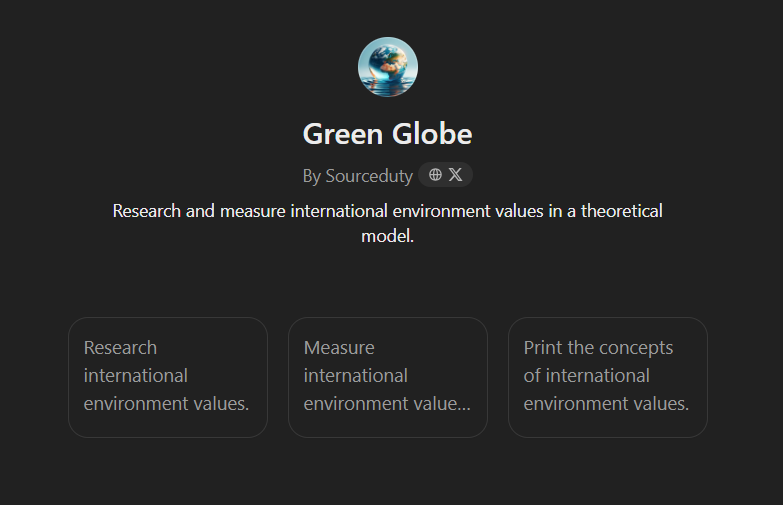 Green Globe
By Sourceduty
Research and measure international environment values in a theoretical
model.
Research
international
environment values.
Measure
international
environment value...
Print the concepts
of international
environment values.